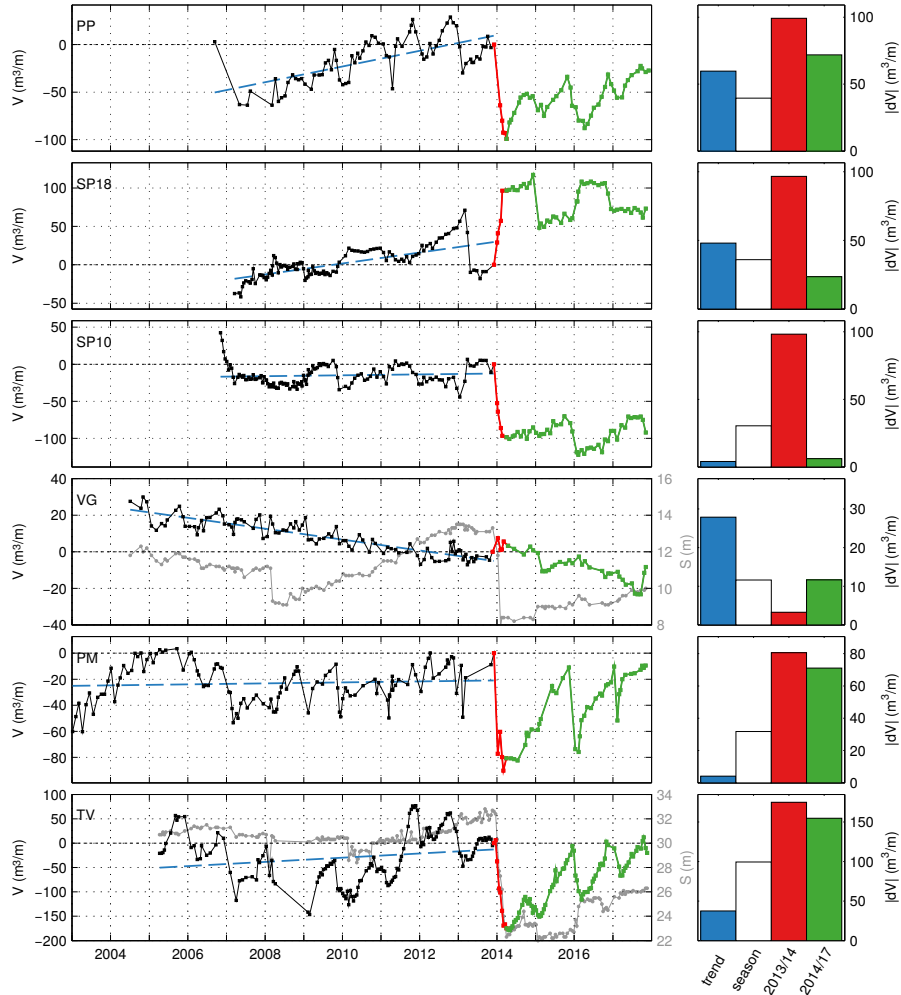 PP
V (m³/m)
0
−50
−100
100
50
0
|dV| (m³/m)
SP18
V (m³/m)
100
50
0
−50
100
50
0
|dV| (m³/m)
SP10
V (m³/m)
50
0
−50
−100
100
50
0
|dV| (m³/m)
VG
V (m³/m)
40
20
0
−20
−40
16
14
12
10
8
S (m)
30
20
10
0
|dV| (m³/m)
PM
V (m³/m)
0
−20
−40
−60
−80
80
60
40
20
0
|dV| (m³/m)
TV
V (m³/m)
100
50
0
−50
−100
−150
−200
34
32
30
28
26
24
22
S (m)
150
100
50
0
|dV| (m³/m)
2004 2006 2008 2010 2012 2014 2016
trend season 2013/14 2014/17